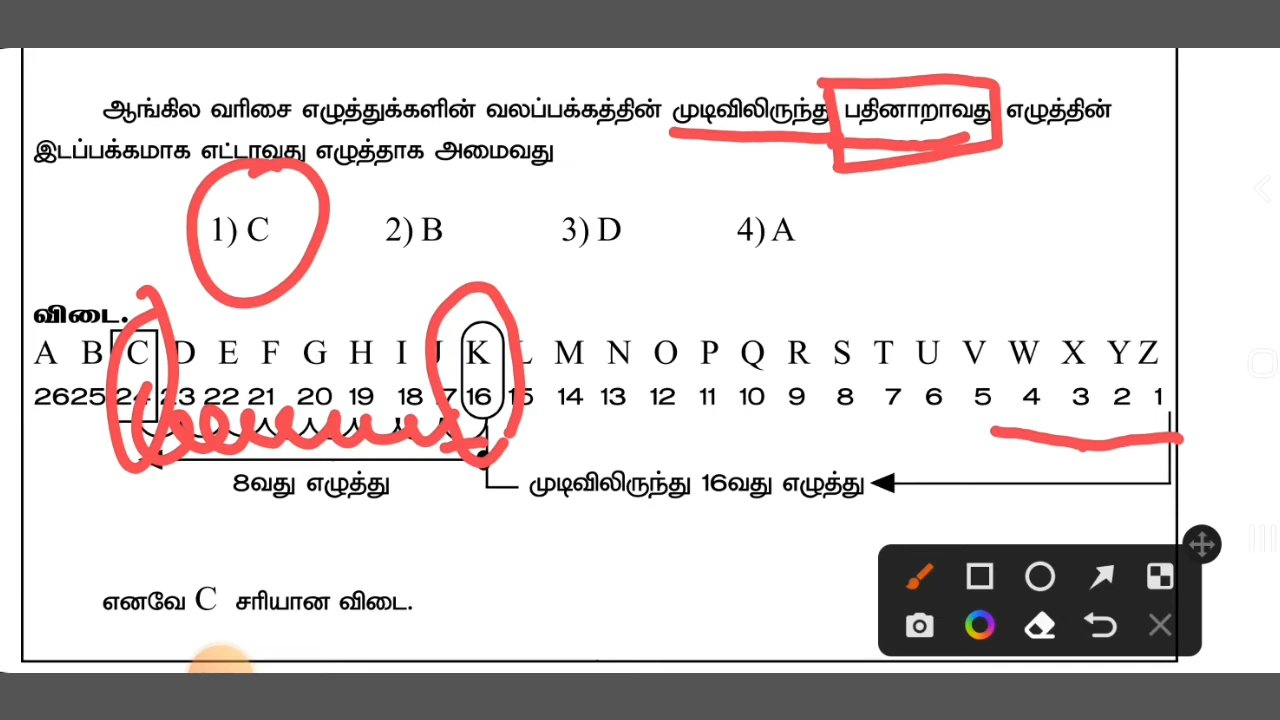 ஆங்கில வரிசை எழுத்துக்களின் வலப்பக்கத்தின் முடிவிலிருந்து பதினாறாவது எழுத்தின்
இடப்பக்கமாக எட்டாவது எழுத்தாக அமைவது
1) C 2) B 3) D 4) A
விடை.
A B C D E F G H I J K L M N O P Q R S T U V W X Y Z
26 25 24 23 22 21 20 19 18 17 16 15 14 13 12 11 10 9 8 7 6 5 4 3 2 1
8வது எழுத்து முடிவிலிருந்து 16வது எழுத்து
எனவே C சரியான விடை.